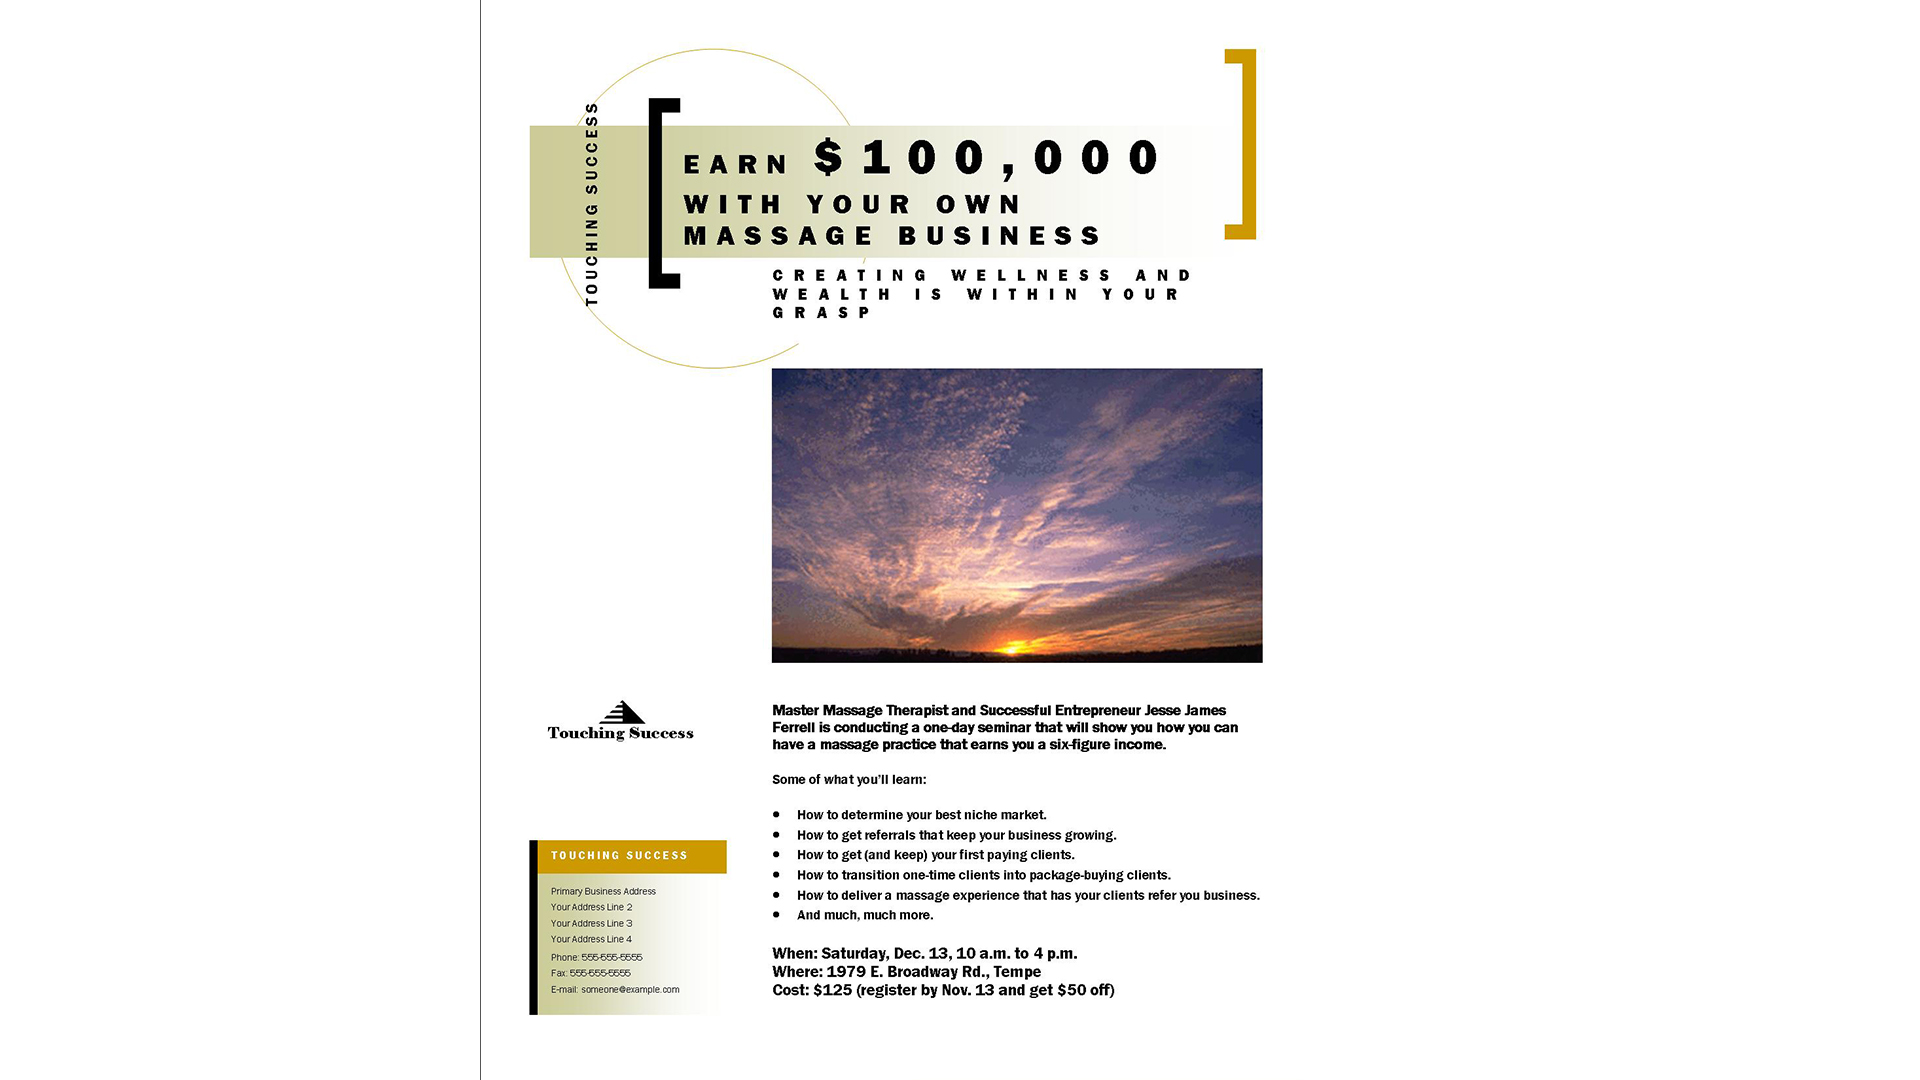 TOUCHING SUCCESS
EARN $100,000
WITH YOUR OWN
MASSAGE BUSINESS
CREATING WELLNESS AND
WEALTH IS WITHIN YOUR
GRASP
Touching Success
Master Massage Therapist and Successful Entrepreneur Jesse James
Ferrell is conducting a one-day seminar that will show you how you can
have a massage practice that earns you a six-figure income.
Some of what you'll learn:
• How to determine your best niche market.
• How to get referrals that keep your business growing.
• How to get (and keep) your first paying clients.
• How to transition one-time clients into package-buying clients.
• How to deliver a massage experience that has your clients refer you business.
• And much, much more.
When: Saturday, Dec. 13, 10 a.m. to 4 p.m.
Where: 1979 E. Broadway Rd., Tempe
Cost: $125 (register by Nov. 13 and get $50 off)
TOUCHING SUCCESS
Primary Business Address
Your Address Line 2
Your Address Line 3
Your Address Line 4
Phone: 555-555-5555
Fax: 555-555-5555
E-mail: someone@example.com